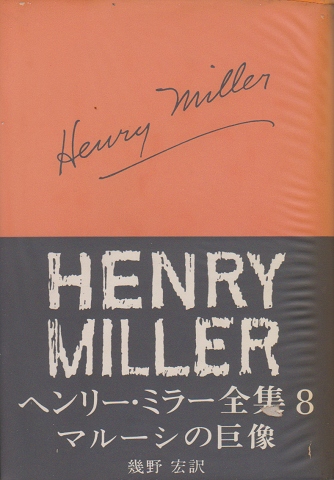 Henry Miller
HENRY
MILLER
ヘンリー・ミラー全集 8
マルーシの巨像
幾野 宏訳